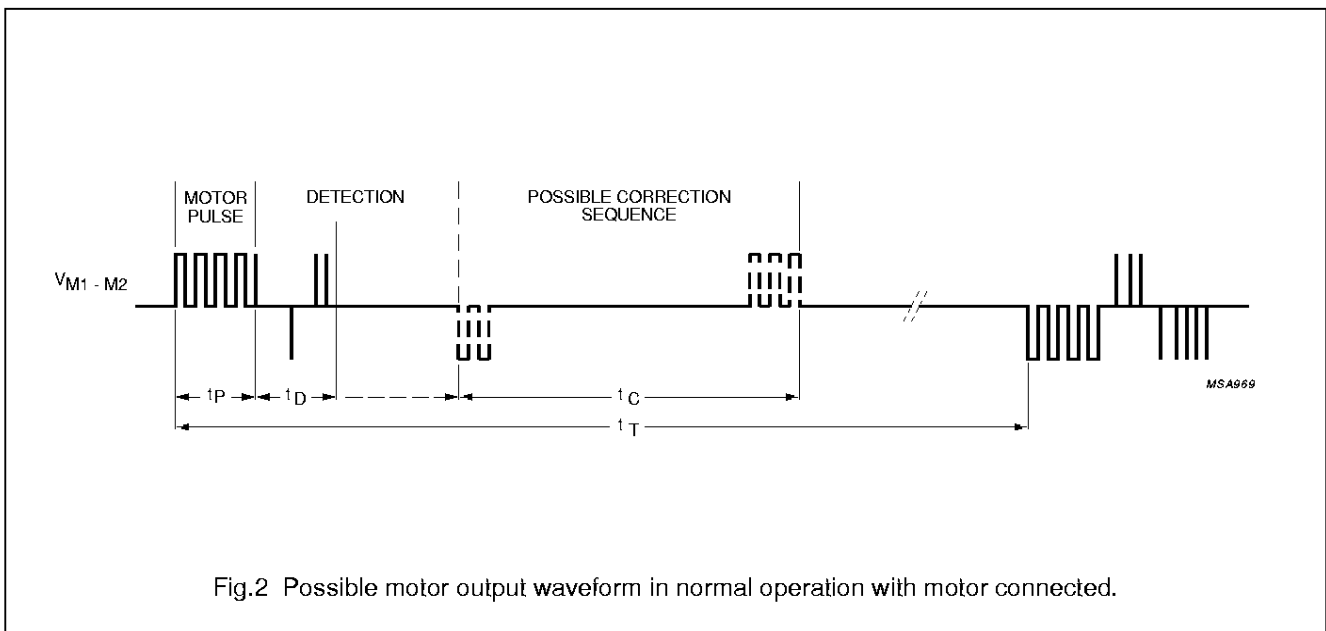 MOTOR
PULSE
DETECTION
POSSIBLE CORRECTION
SEQUENCE
VM1 - M2
tP
tD
tC
tT
MSA969
Fig.2 Possible motor output waveform in normal operation with motor connected.